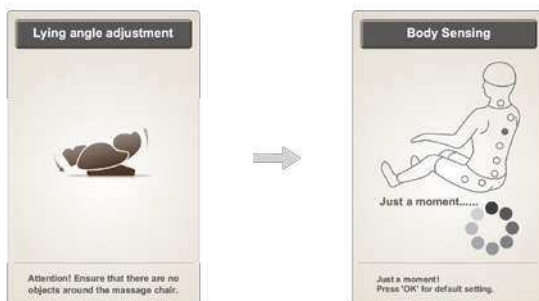 Lying angle adjustment
Attention! Ensure that there are no
objects around the massage chair.
Body Sensing
Just a moment......
Just a moment!
Press 'OK' for default setting.